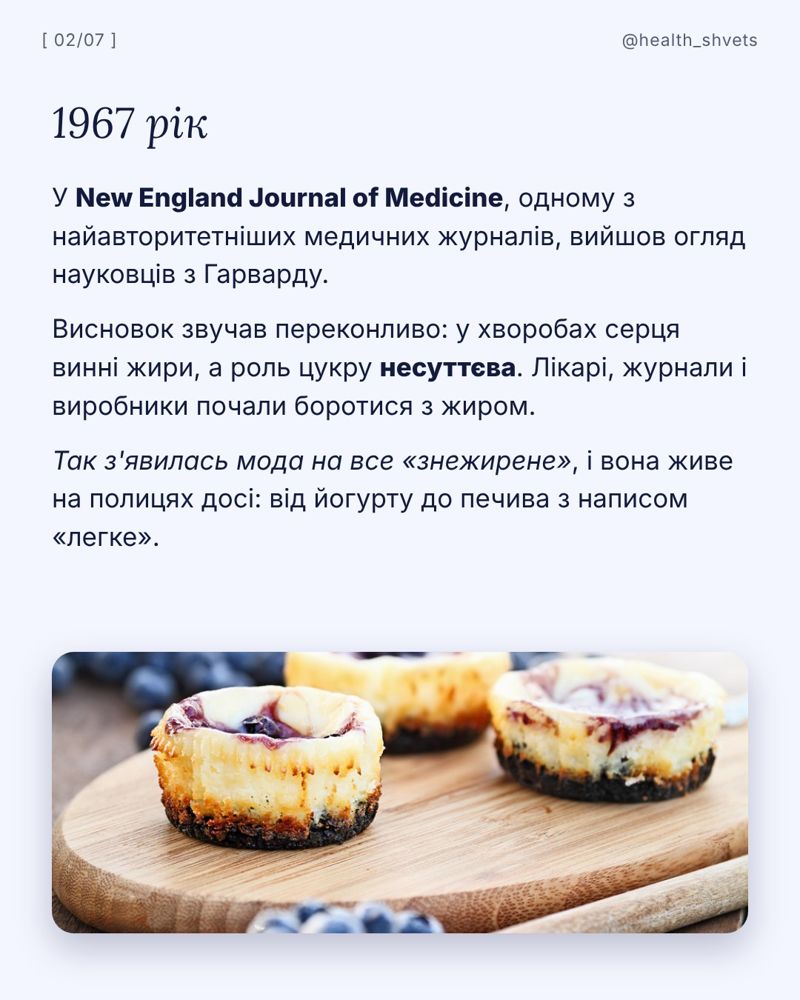 [ 02/07 ]
@health_shvets
1967 рік
У New England Journal of Medicine, одному з
найавторитетніших медичних журналів, вийшов огляд
науковців з Гарварду.
Висновок звучав переконливо: у хворобах серця
винні жири, а роль цукру несуттєва. Лікарі, журнали і
виробники почали боротися з жиром.
Так з'явилась мода на все «знежирене», і вона живе
на полицях досі: від йогурту до печива з написом
«легке».